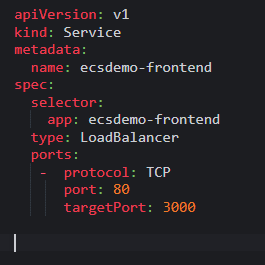 apiVersion: v1
kind: Service
metadata:
  name: ecsdemo-frontend
spec:
  selector:
    app: ecsdemo-frontend
  type: LoadBalancer
  ports:
   -  protocol: TCP
      port: 80
      targetPort: 3000